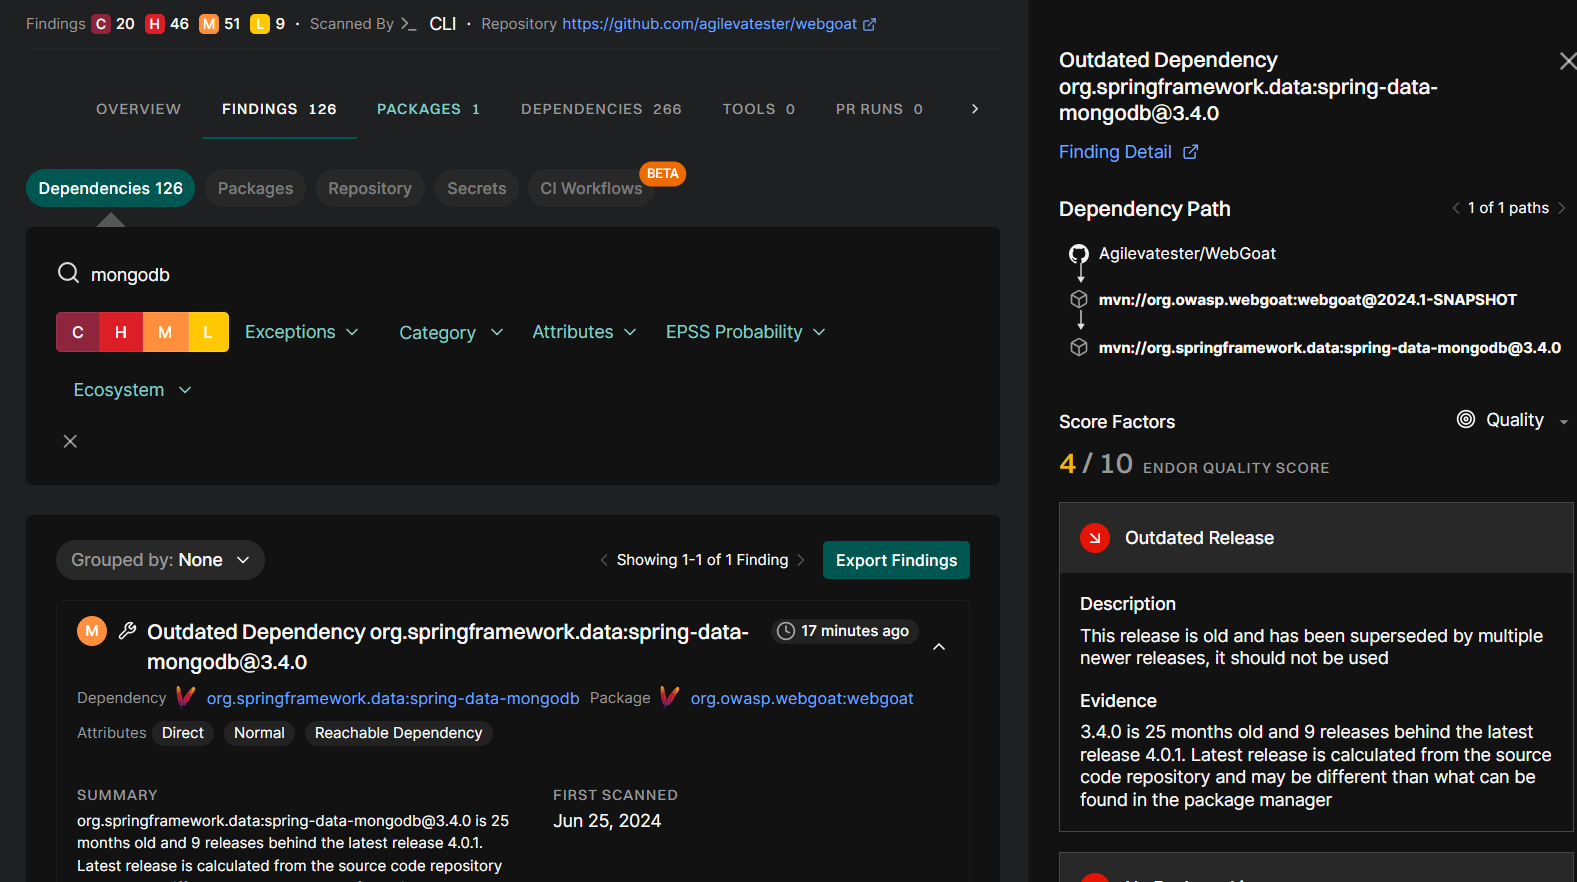 Findings C 20 H 46 M 51 L 9 · Scanned By CLI · Repository https://github.com/agilevatester/webgoat
OVERVIEW FINDINGS 126 PACKAGES 1 DEPENDENCIES 266 TOOLS 0 PR RUNS 0
BETA
Dependencies 126 Packages Repository Secrets CI Workflows
mongodb
C H M L Exceptions Category Attributes EPSS Probability
Ecosystem
Grouped by: None Showing 1-1 of 1 Finding Export Findings
M Outdated Dependency org.springframework.data:spring-data- 17 minutes ago
mongodb@3.4.0
Dependency org.springframework.data:spring-data-mongodb Package org.owasp.webgoat:webgoat
Attributes Direct Normal Reachable Dependency
SUMMARY
org.springframework.data:spring-data-mongodb@3.4.0 is 25
months old and 9 releases behind the latest release 4.0.1.
Latest release is calculated from the source code repository
FIRST SCANNED
Jun 25, 2024
Outdated Dependency
org.springframework.data:spring-data-
mongodb@3.4.0
Finding Detail
Dependency Path 1 of 1 paths
Agilevatester/WebGoat
mvn://org.owasp.webgoat:webgoat@2024.1-SNAPSHOT
mvn://org.springframework.data:spring-data-mongodb@3.4.0
Score Factors Quality
4 / 10 ENDOR QUALITY SCORE
Outdated Release
Description
This release is old and has been superseded by multiple
newer releases, it should not be used
Evidence
3.4.0 is 25 months old and 9 releases behind the latest
release 4.0.1. Latest release is calculated from the source
code repository and may be different than what can be
found in the package manager